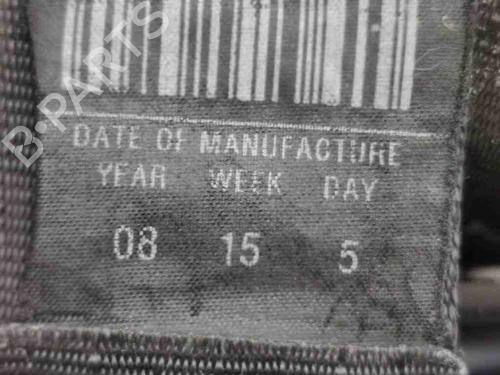 B-PARTS
DATE OF MANUFACTURE
YEAR WEEK DAY
08 15 5